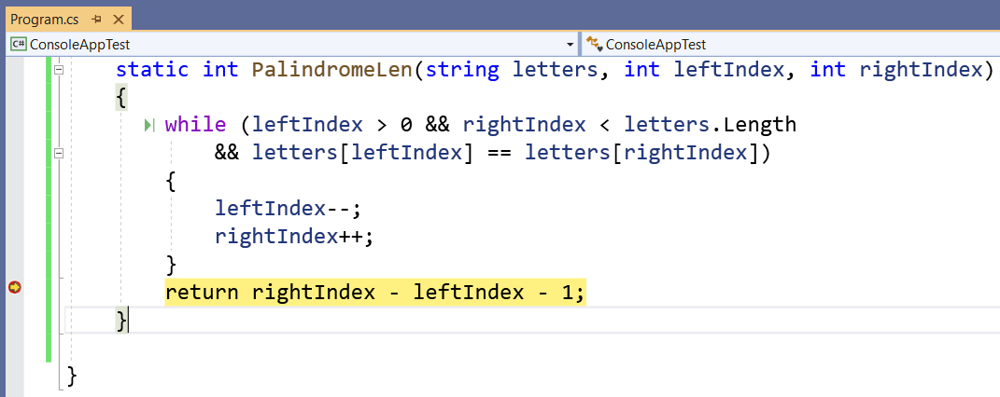 Program.cs
C# ConsoleAppTest ConsoleAppTest
static int PalindromeLen(string letters, int leftIndex, int rightIndex)
{
while (leftIndex > 0 && rightIndex < letters.Length
&& letters[leftIndex] == letters[rightIndex])
{
leftIndex--;
rightIndex++;
}
return rightIndex - leftIndex - 1;
}
}